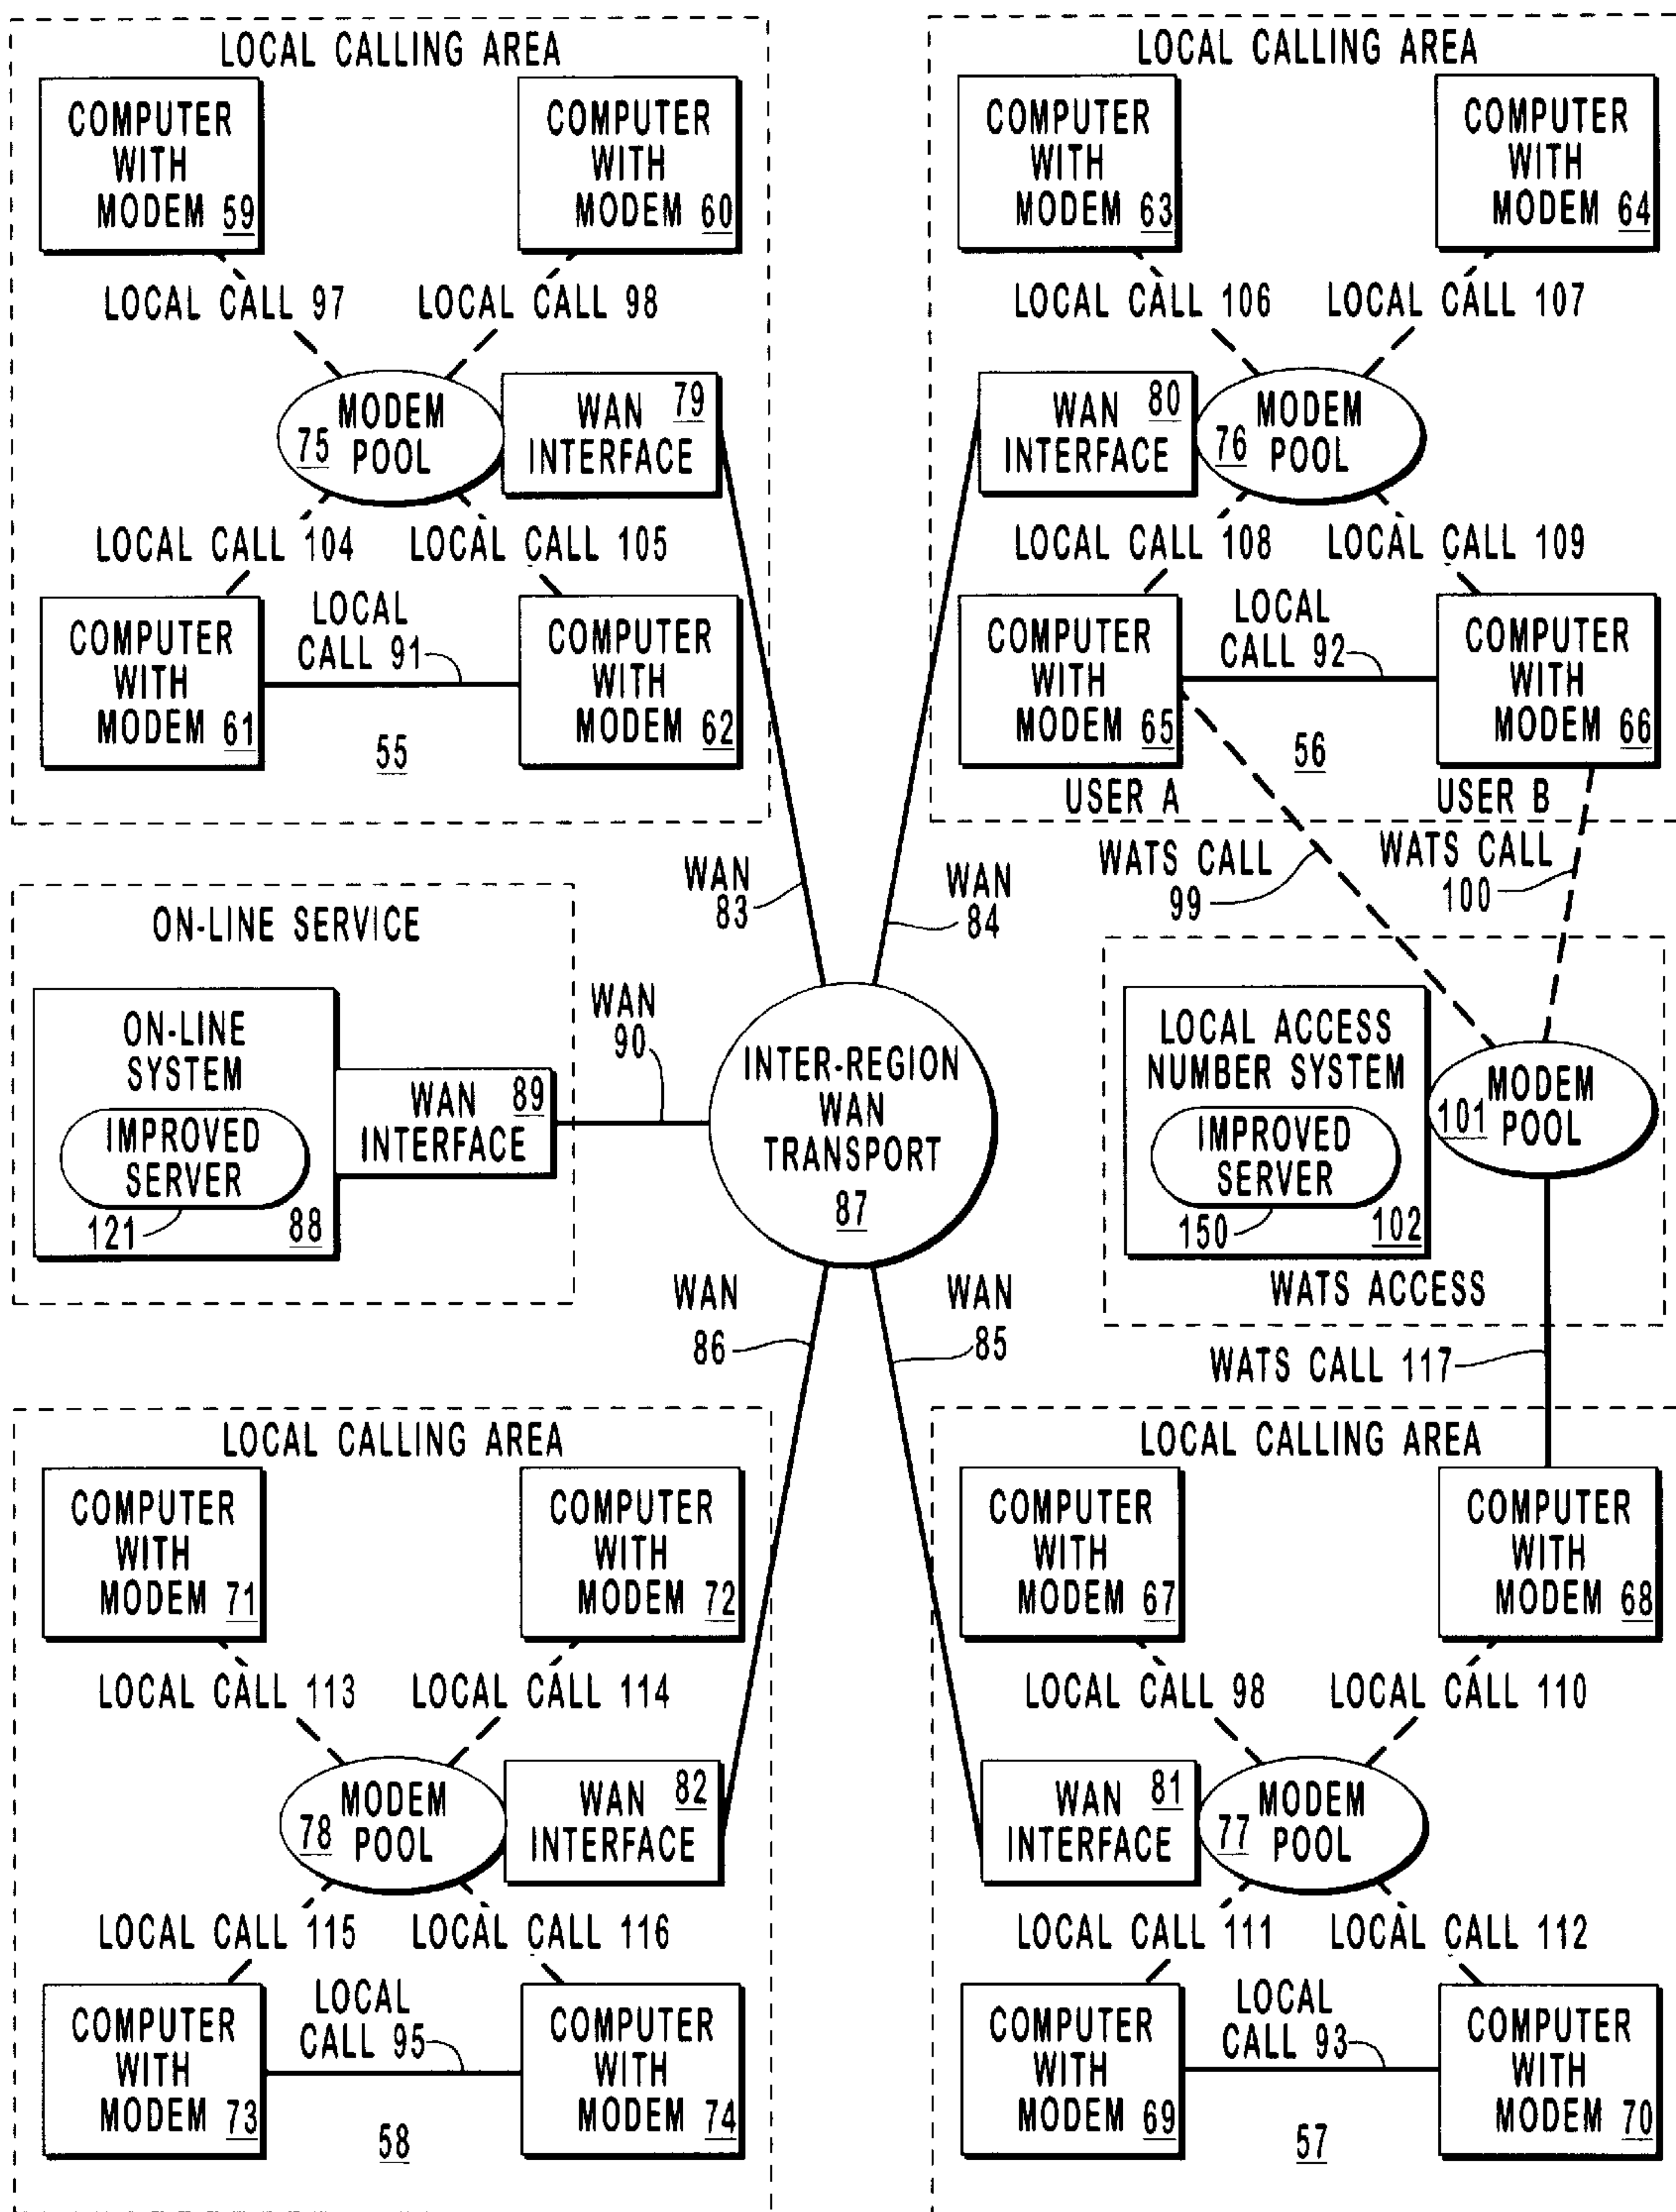 LOCAL CALLING AREA
COMPUTER
WITH
MODEM 59
COMPUTER
WITH
MODEM 60
LOCAL CALL 97
LOCAL CALL 98
MODEM
POOL
75
WAN
INTERFACE
79
LOCAL CALL 104
LOCAL CALL 105
COMPUTER
WITH
MODEM 61
LOCAL
CALL 91
COMPUTER
WITH
MODEM 62
55
LOCAL CALLING AREA
COMPUTER
WITH
MODEM 63
COMPUTER
WITH
MODEM 64
LOCAL CALL 106
LOCAL CALL 107
WAN
INTERFACE
80
MODEM
POOL
76
LOCAL CALL 108
LOCAL CALL 109
COMPUTER
WITH
MODEM 65
LOCAL
CALL 92
COMPUTER
WITH
MODEM 66
56
USER A
USER B
WATS CALL
99
WATS CALL
100
WAN
83
WAN
84
ON-LINE SERVICE
ON-LINE
SYSTEM
IMPROVED
SERVER
121
88
WAN
INTERFACE
89
WAN
90
INTER-REGION
WAN
TRANSPORT
87
LOCAL ACCESS
NUMBER SYSTEM
IMPROVED
SERVER
150
102
MODEM
POOL
101
WATS ACCESS
WATS CALL 117
WAN
86
WAN
85
LOCAL CALLING AREA
COMPUTER
WITH
MODEM 71
COMPUTER
WITH
MODEM 72
LOCAL CALL 113
LOCAL CALL 114
MODEM
POOL
78
WAN
INTERFACE
82
LOCAL CALL 115
LOCAL CALL 116
COMPUTER
WITH
MODEM 73
LOCAL
CALL 95
COMPUTER
WITH
MODEM 74
58
LOCAL CALLING AREA
COMPUTER
WITH
MODEM 67
COMPUTER
WITH
MODEM 68
LOCAL CALL 98
LOCAL CALL 110
WAN
INTERFACE
81
MODEM
POOL
77
LOCAL CALL 111
LOCAL CALL 112
COMPUTER
WITH
MODEM 69
LOCAL
CALL 93
COMPUTER
WITH
MODEM 70
57